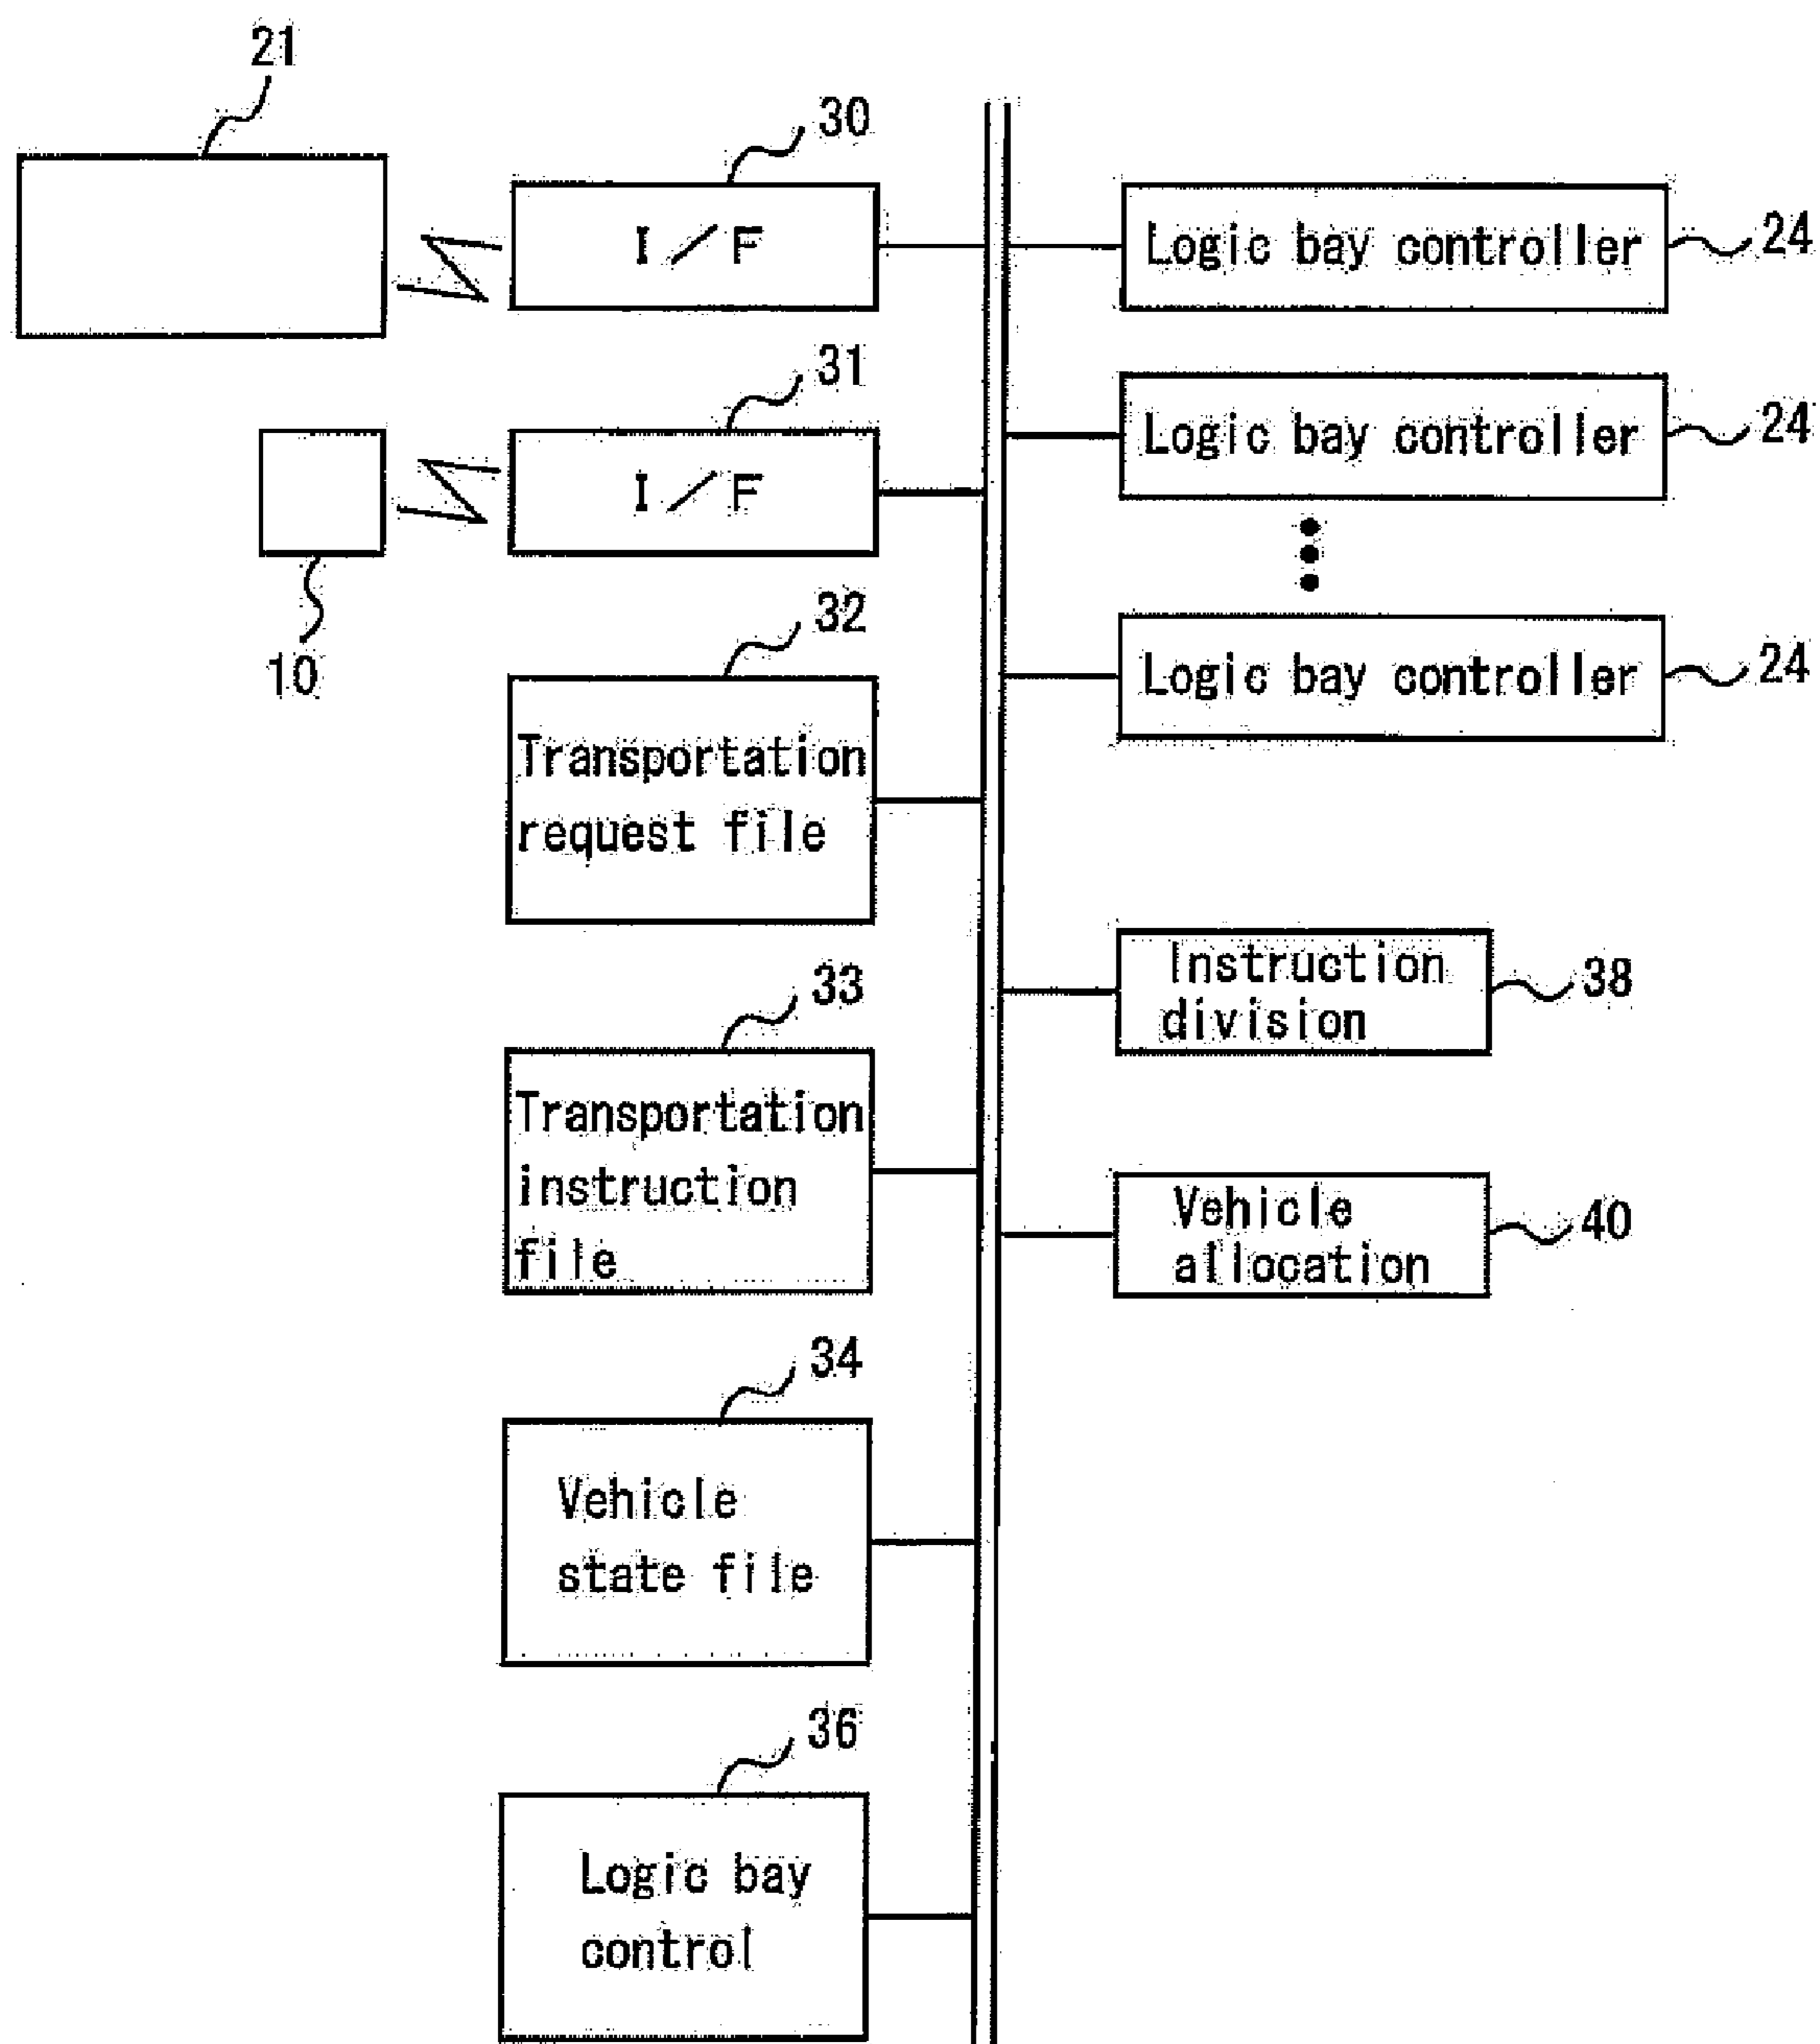 21
30
I/F
Logic bay controller
24
31
I/F
Logic bay controller
24
10
32
Transportation
request file
Logic bay controller
24
33
Transportation
instruction
file
Instruction
division
38
Vehicle
allocation
40
34
Vehicle
state file
36
Logic bay
control